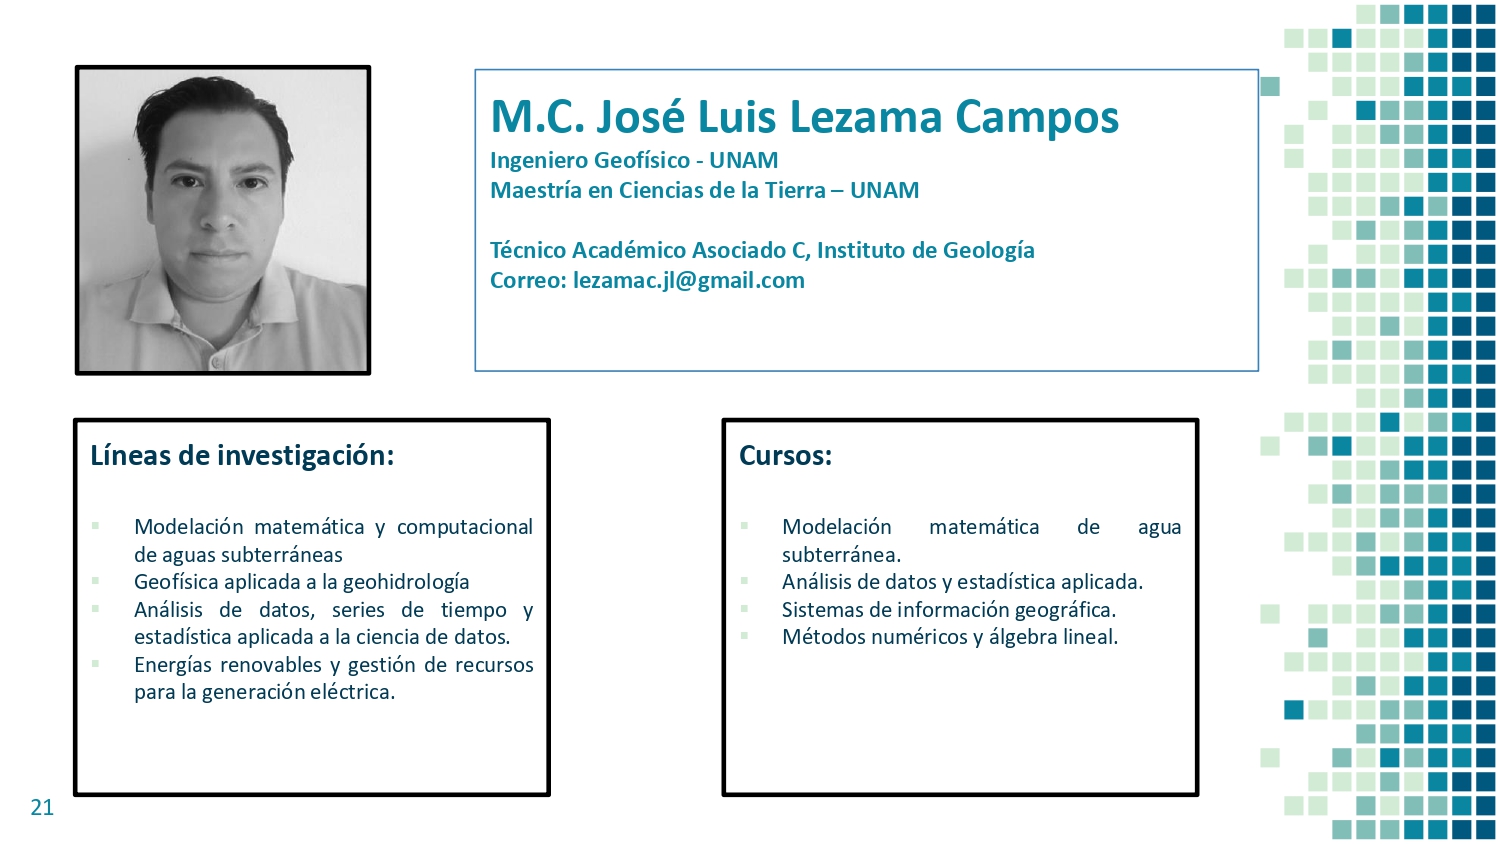 M.C. José Luis Lezama Campos
Ingeniero Geofísico - UNAM
Maestría en Ciencias de la Tierra – UNAM
Técnico Académico Asociado C, Instituto de Geología
Correo: lezamac.jl@gmail.com
Líneas de investigación:
Modelación matemática y computacional
de aguas subterráneas
Geofísica aplicada a la geohidrología
Análisis de datos, series de tiempo y
estadística aplicada a la ciencia de datos.
Energías renovables y gestión de recursos
para la generación eléctrica.
Cursos:
Modelación matemática de agua
subterránea.
Análisis de datos y estadística aplicada.
Sistemas de información geográfica.
Métodos numéricos y álgebra lineal.
21